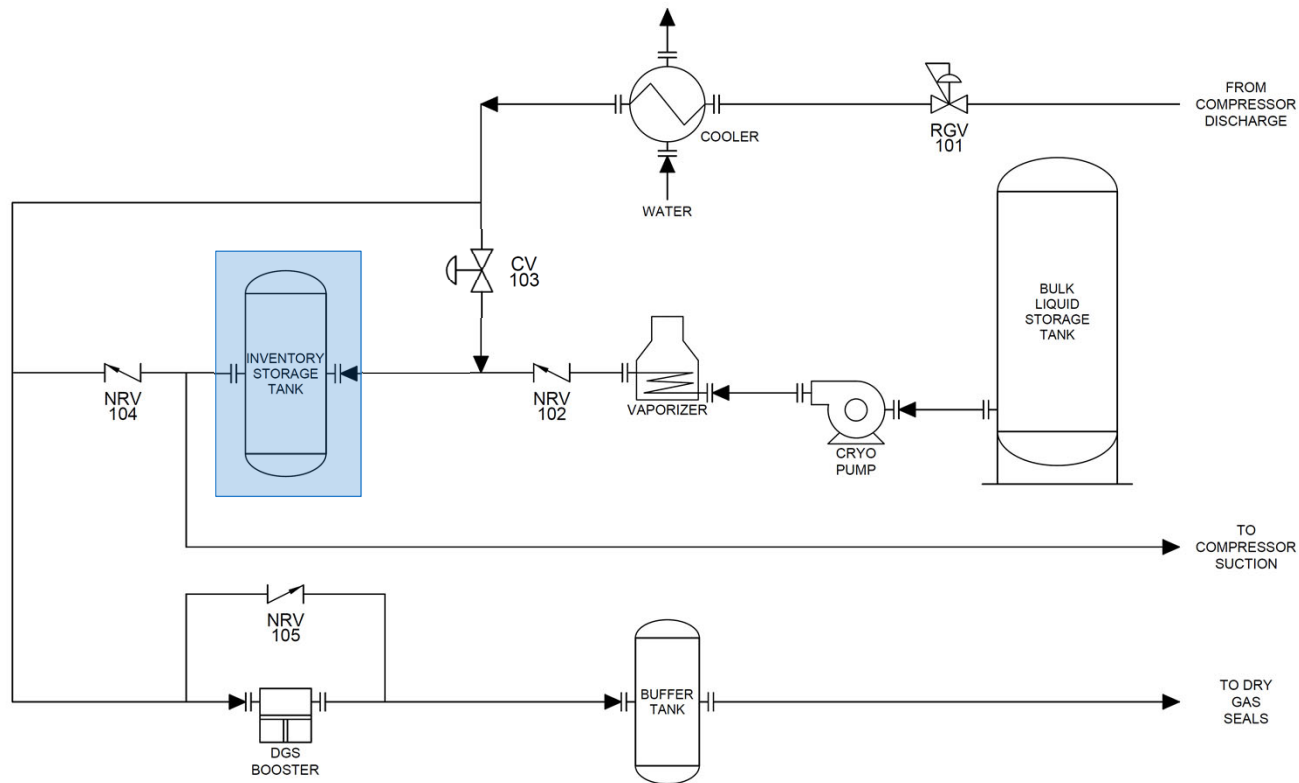 FROM
COMPRESSOR
DISCHARGE
RGV
101
COOLER
WATER
CV
103
BULK
LIQUID
STORAGE
TANK
INVENTORY
STORAGE
TANK
NRV
104
NRV
102
VAPORIZER
CRYO
PUMP
TO
COMPRESSOR
SUCTION
NRV
105
DGS
BOOSTER
BUFFER
TANK
TO DRY
GAS
SEALS